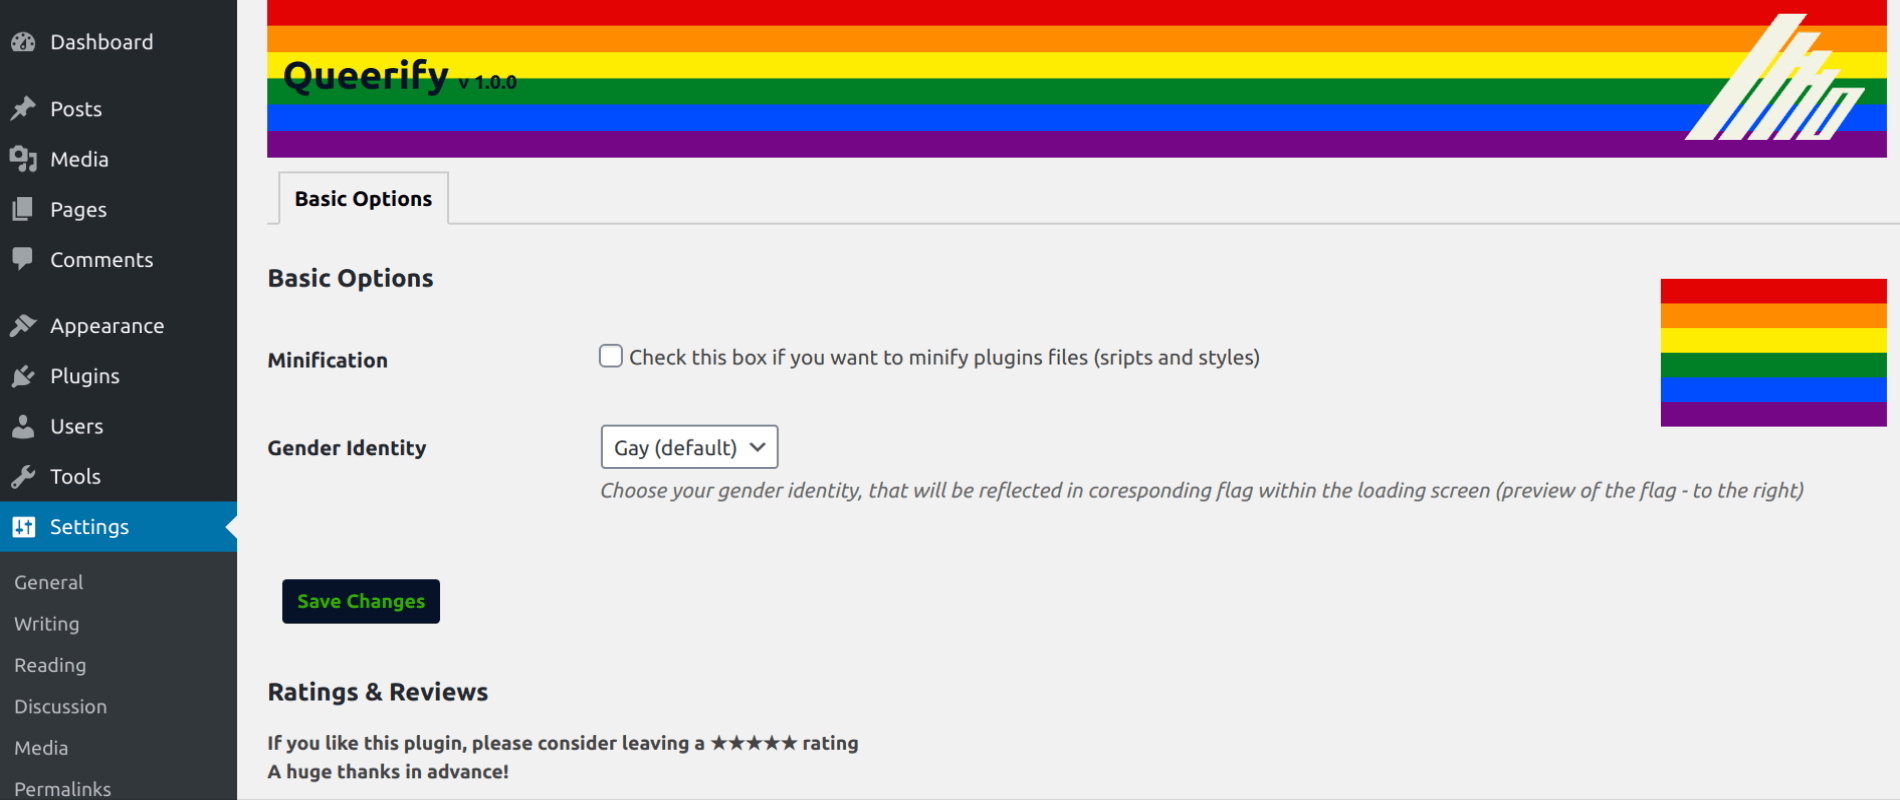 Dashboard
Posts
Media
Pages
Comments
Appearance
Plugins
Users
Tools
Settings
General
Writing
Reading
Discussion
Media
Permalinks
Queerify v 1.0.0
Basic Options
Basic Options
Minification
Check this box if you want to minify plugins files (sripts and styles)
Gender Identity
Gay (default)
Choose your gender identity, that will be reflected in coresponding flag within the loading screen (preview of the flag - to the right)
Save Changes
Ratings & Reviews
If you like this plugin, please consider leaving a ★★★★★ rating
A huge thanks in advance!